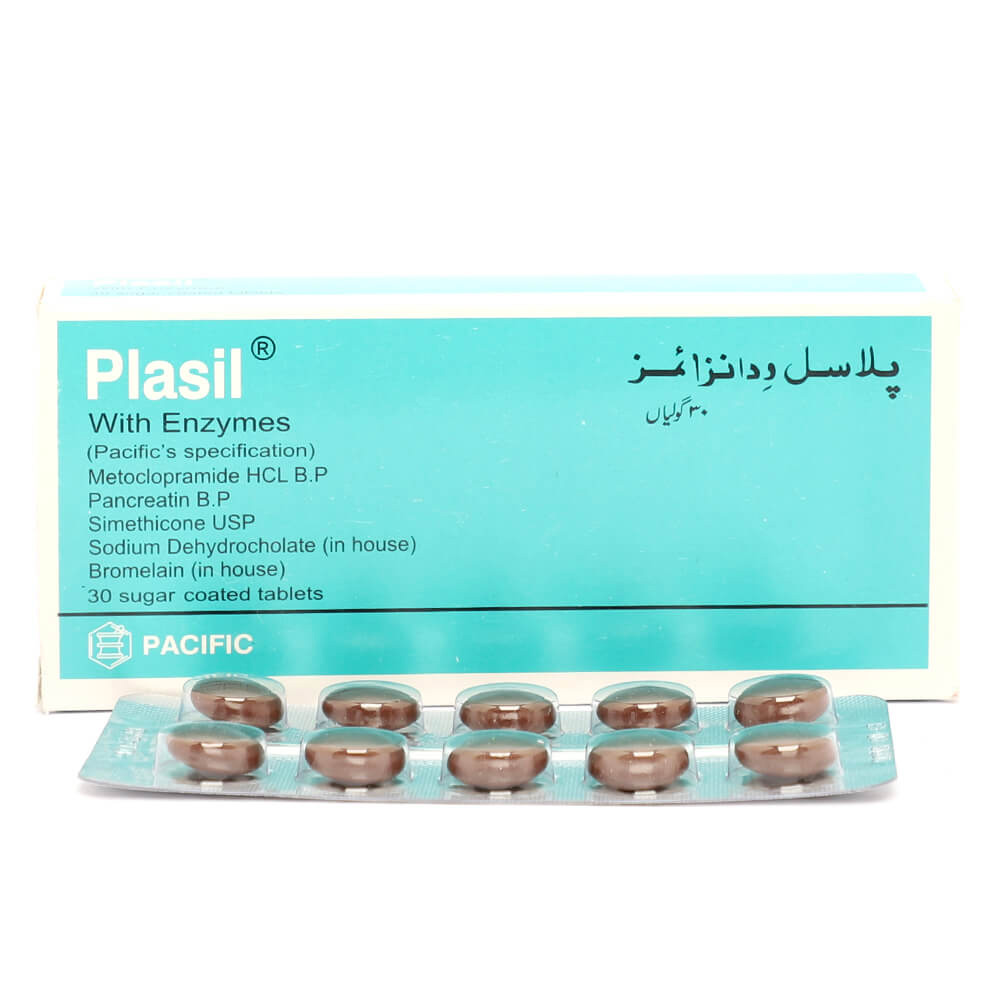 Plasil®
With Enzymes
(Pacific's specification)
Metoclopramide HCL B.P
Pancreatin B.P
Simethicone USP
Sodium Dehydrocholate (in house)
Bromelain (in house)
30 sugar coated tablets
پلاسل وِد انزائمز
۳۰ گولیاں
PACIFIC